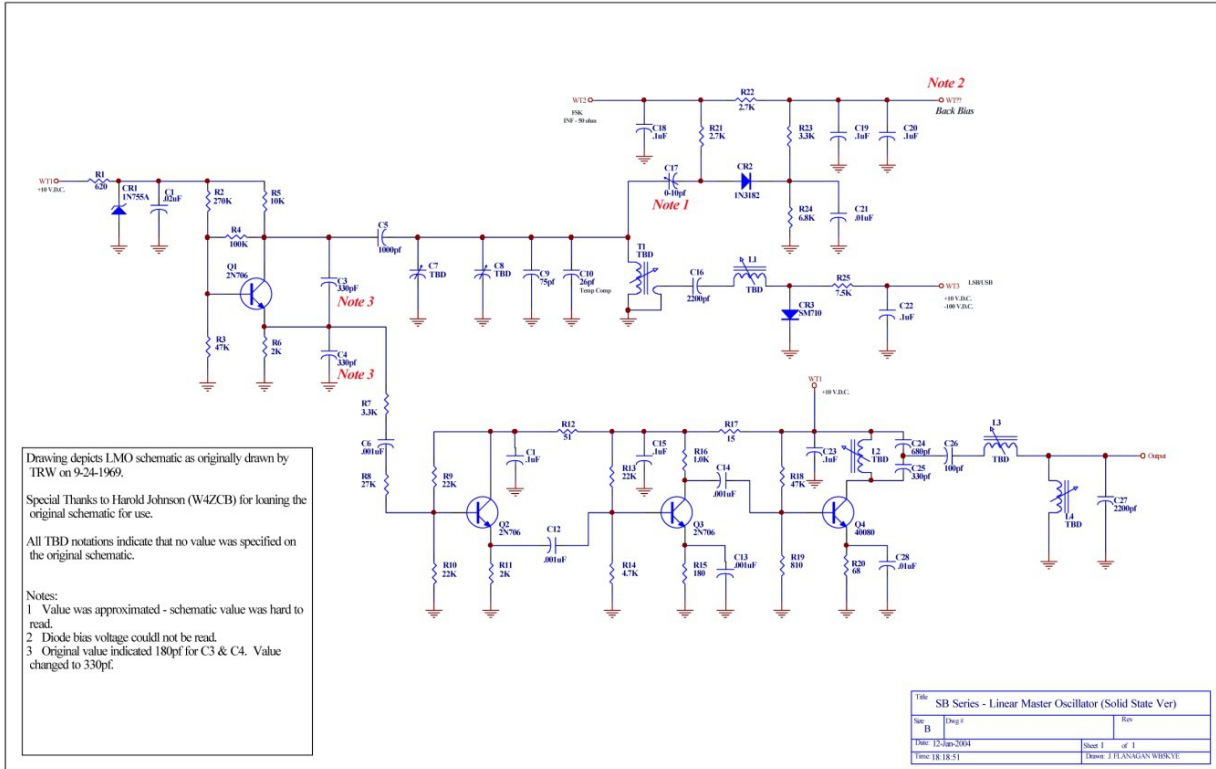 Note 2
WT2
FSK
INF - 50 ohm
R22
2.7K
WT??
Back Bias
C18
.1uF
R21
2.7K
R23
3.3K
C19
.1uF
C20
.1uF
WT1
+10 V.D.C.
R1
620
CR1
1N755A
C1
.02uF
R2
270K
R5
10K
C17
0-10pf
Note 1
CR2
1N3182
R24
6.8K
C21
.01uF
R4
100K
C5
1000pf
Q1
2N706
C3
330pF
Note 3
C7
TBD
C8
TBD
C9
75pf
C10
26pf
Temp Comp
T1
TBD
C16
2200pf
L1
TBD
R25
7.5K
WT3
LSB/USB
+10 V.D.C.
-100 V.D.C.
CR3
SM710
C22
.1uF
R3
47K
R6
2K
C4
330pf
Note 3
R7
3.3K
C6
.001uF
R8
27K
WT1
+10 V.D.C.
R12
51
R17
15
R9
22K
C1
.1uF
R13
22K
C15
.1uF
R16
1.0K
C14
.001uF
R18
47K
C23
.1uF
L2
TBD
C24
680pf
C25
330pf
C26
100pf
L3
TBD
Output
L4
TBD
C27
2200pf
Q2
2N706
C12
.001uF
Q3
2N706
Q4
40080
R10
22K
R11
2K
R14
4.7K
R15
180
C13
.001uF
R19
810
R20
68
C28
.01uF
Drawing depicts LMO schematic as originally drawn by
TRW on 9-24-1969.
Special Thanks to Harold Johnson (W4ZCB) for loaning the
original schematic for use.
All TBD notations indicate that no value was specified on
the original schematic.
Notes:
1 Value was approximated - schematic value was hard to
read.
2 Diode bias voltage couldl not be read.
3 Original value indicated 180pf for C3 & C4. Value
changed to 330pf.
Title
SB Series - Linear Master Oscillator (Solid State Ver)
Size
B
Dwg #
Rev
Date: 12-Jan-2004
Sheet 1 of 1
Time: 18:18:51
Drawn: J. FLANAGAN WB5KYE